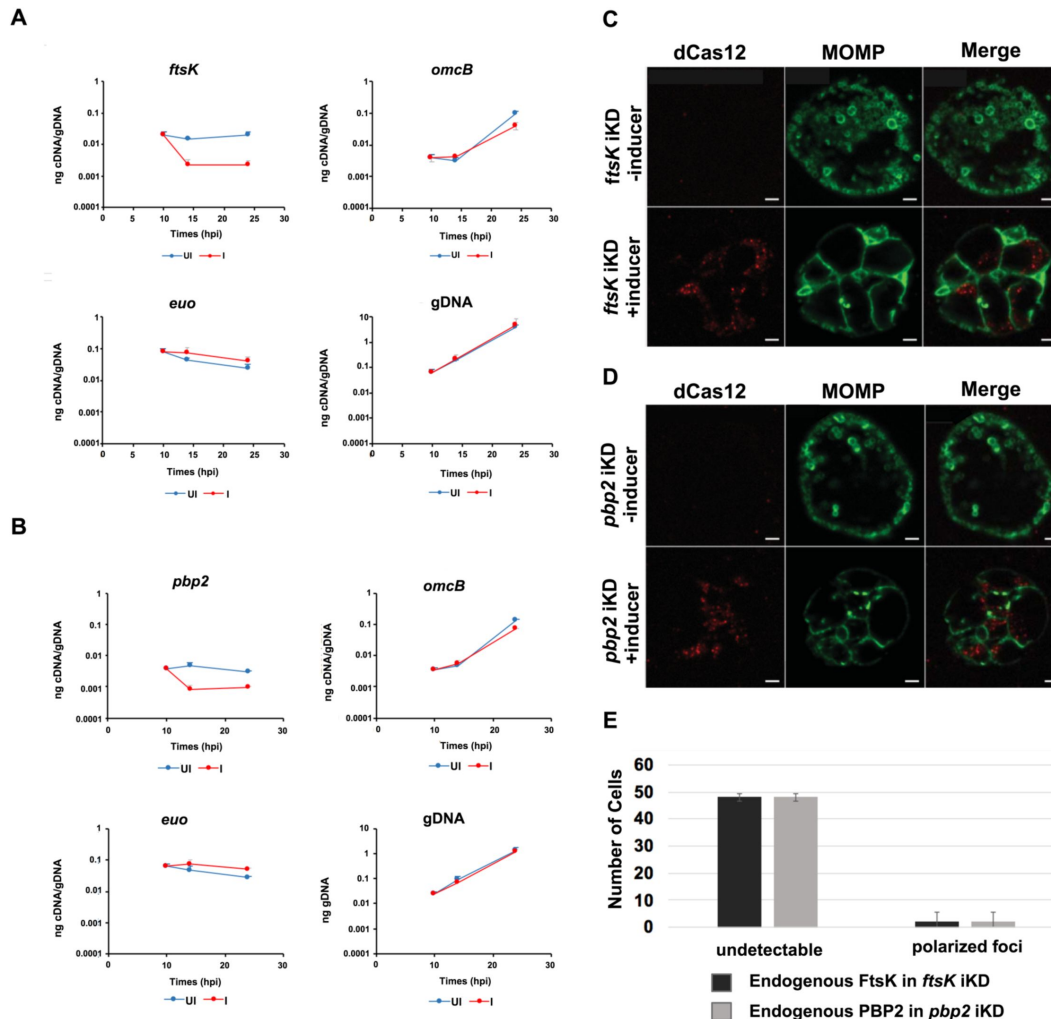 A
ftsK
ng cDNA/gDNA
1
0.1
0.01
0.001
0.0001
0 5 10 15 20 25 30
Times (hpi)
UI I
omcB
ng cDNA/gDNA
1
0.1
0.01
0.001
0.0001
0 5 10 15 20 25 30
Times (hpi)
UI I
euo
ng cDNA/gDNA
1
0.1
0.01
0.001
0.0001
0 5 10 15 20 25 30
Times (hpi)
UI I
gDNA
ng cDNA/gDNA
10
1
0.1
0.01
0.001
0.0001
0 5 10 15 20 25 30
Times (hpi)
UI I
B
pbp2
ng cDNA/gDNA
1
0.1
0.01
0.001
0.0001
0 10 20 30
Times (hpi)
UI I
omcB
ng cDNA/gDNA
1
0.1
0.01
0.001
0.0001
0 10 20 30
Times (hpi)
UI I
euo
ng cDNA/gDNA
1
0.1
0.01
0.001
0.0001
0 10 20 30
Times (hpi)
UI I
gDNA
ng gDNA
10
1
0.1
0.01
0.001
0.0001
0 10 20 30
Times (hpi)
UI I
C
dCas12 MOMP Merge
ftsK iKD
-inducer
ftsK iKD
+inducer
D
dCas12 MOMP Merge
pbp2 iKD
-inducer
pbp2 iKD
+inducer
E
Number of Cells
60
50
40
30
20
10
0
undetectable polarized foci
Endogenous FtsK in ftsK iKD
Endogenous PBP2 in pbp2 iKD